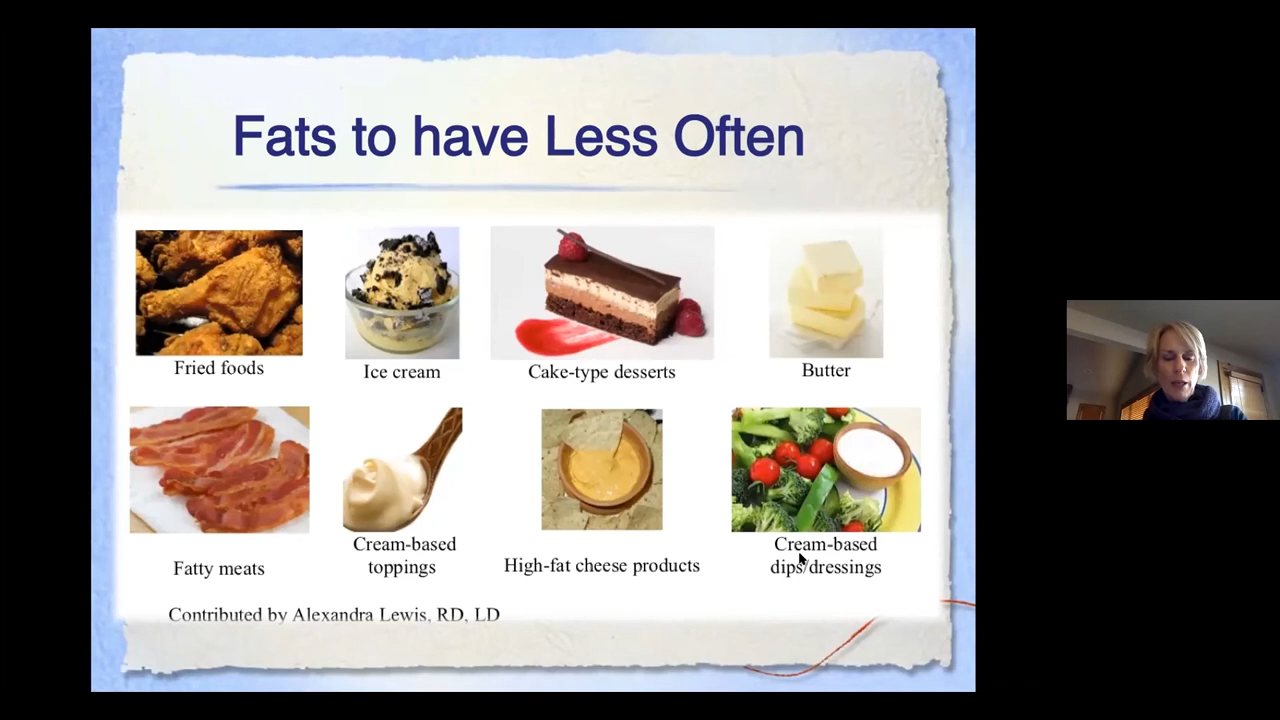 Fats to have Less Often
Fried foods
Ice cream
Cake-type desserts
Butter
Fatty meats
Cream-based
toppings
High-fat cheese products
Cream-based
dips/dressings
Contributed by Alexandra Lewis, RD, LD